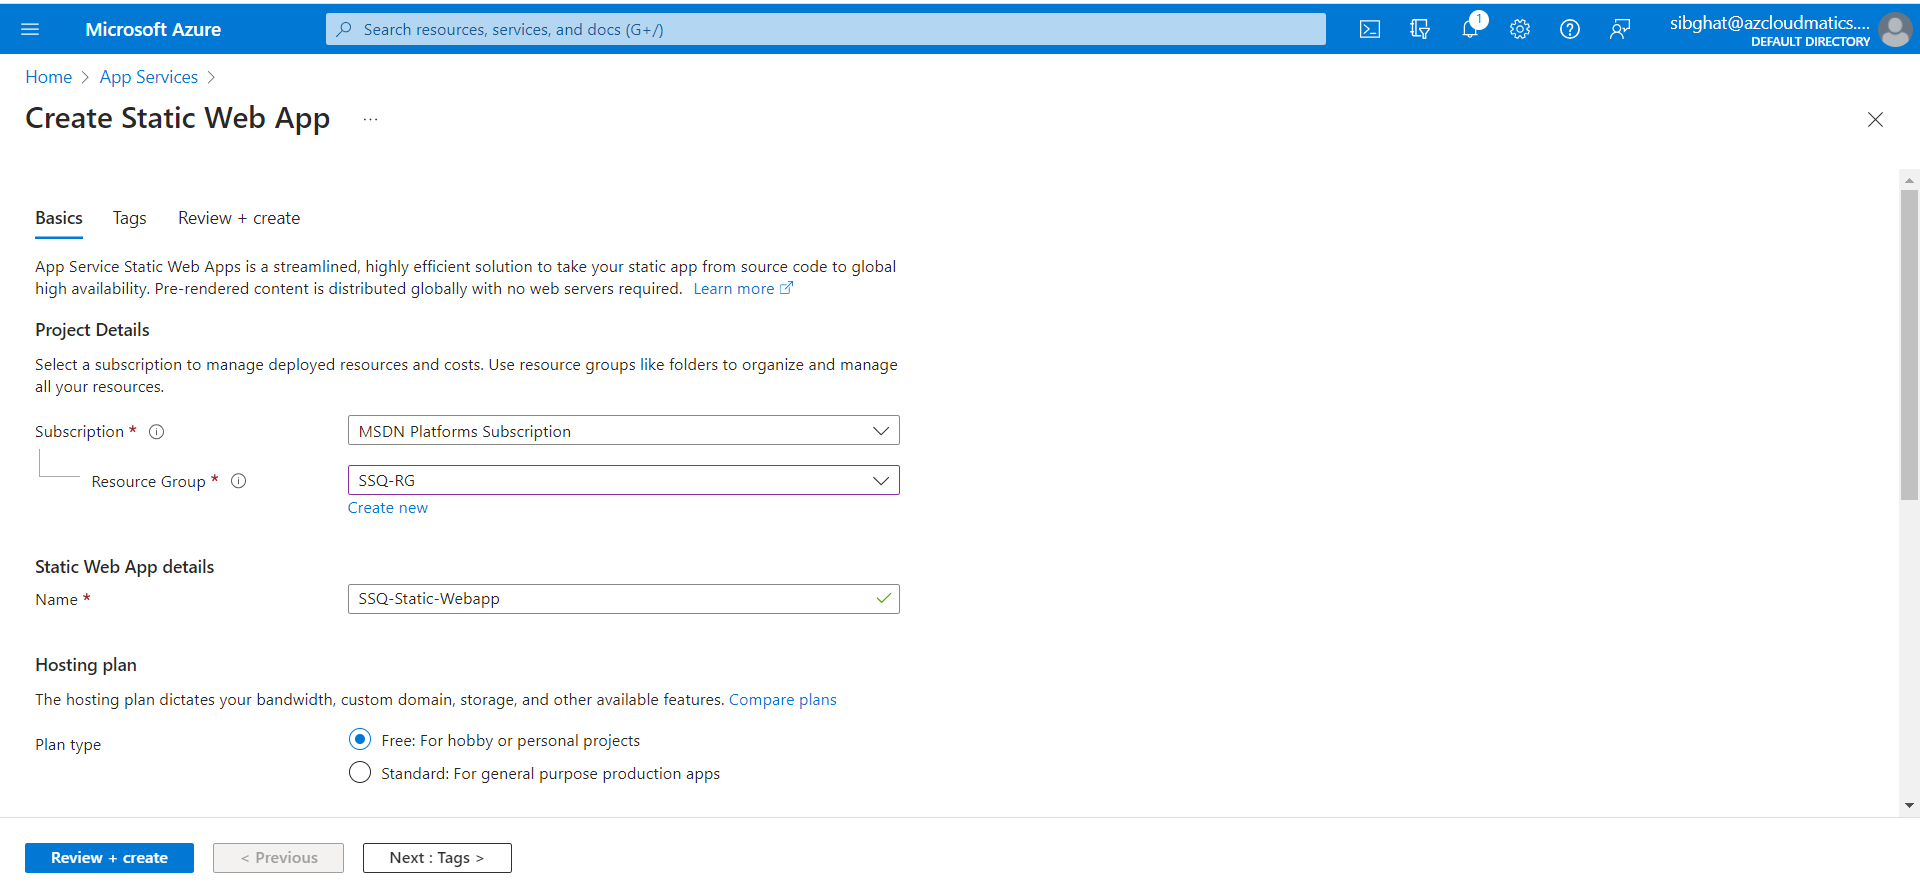 Microsoft Azure
Search resources, services, and docs (G+/)
1
sibghat@azcloudmatics....
DEFAULT DIRECTORY
Home > App Services >
Create Static Web App ...
Basics Tags Review + create
App Service Static Web Apps is a streamlined, highly efficient solution to take your static app from source code to global
high availability. Pre-rendered content is distributed globally with no web servers required. Learn more
Project Details
Select a subscription to manage deployed resources and costs. Use resource groups like folders to organize and manage
all your resources.
Subscription *
MSDN Platforms Subscription
Resource Group *
SSQ-RG
Create new
Static Web App details
Name *
SSQ-Static-Webapp
Hosting plan
The hosting plan dictates your bandwidth, custom domain, storage, and other available features. Compare plans
Plan type
Free: For hobby or personal projects
Standard: For general purpose production apps
Review + create
< Previous
Next : Tags >